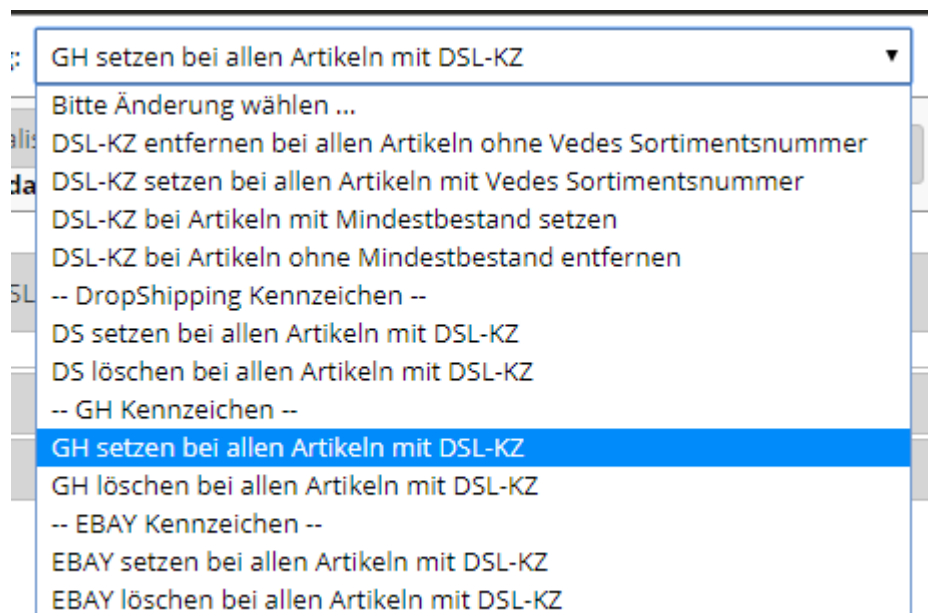 GH setzen bei allen Artikeln mit DSL-KZ
Bitte Änderung wählen ...
DSL-KZ entfernen bei allen Artikeln ohne Vedes Sortimentsnummer
DSL-KZ setzen bei allen Artikeln mit Vedes Sortimentsnummer
DSL-KZ bei Artikeln mit Mindestbestand setzen
DSL-KZ bei Artikeln ohne Mindestbestand entfernen
-- DropShipping Kennzeichen --
DS setzen bei allen Artikeln mit DSL-KZ
DS löschen bei allen Artikeln mit DSL-KZ
-- GH Kennzeichen --
GH setzen bei allen Artikeln mit DSL-KZ
GH löschen bei allen Artikeln mit DSL-KZ
-- EBAY Kennzeichen --
EBAY setzen bei allen Artikeln mit DSL-KZ
EBAY löschen bei allen Artikeln mit DSL-KZ